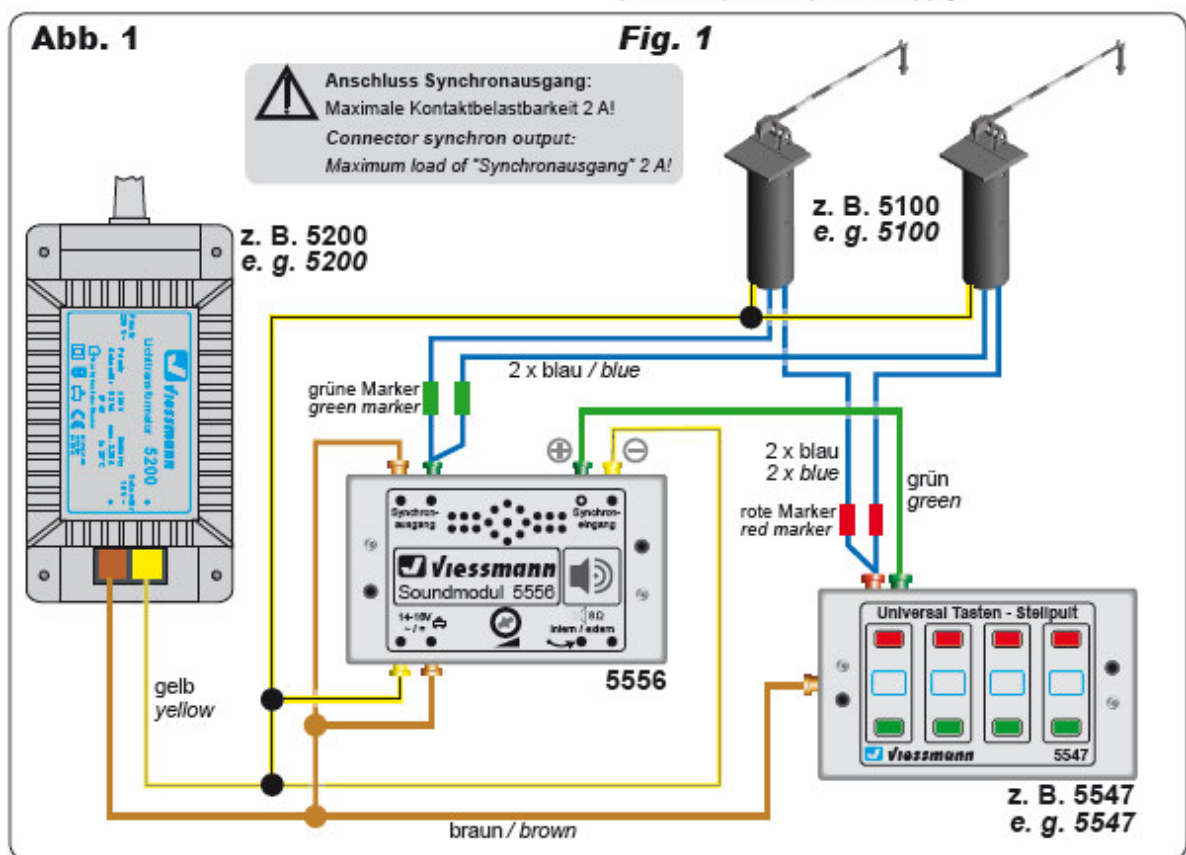 Abb. 1
Fig. 1
Anschluss Synchronausgang:
Maximale Kontaktbelastbarkeit 2 A!
Connector synchron output:
Maximum load of "Synchronausgang" 2 A!
z. B. 5200
e. g. 5200
z. B. 5100
e. g. 5100
Viessmann
Lichttransformator 5200
2 x blau / blue
grüne Marker
green marker
2 x blau
2 x blue
grün
green
rote Marker
red marker
Synchron-
ausgang
Synchron-
eingang
Viessmann
Soundmodul 5556
14-16V
~ / =
8Ω
intern / extern
5556
Universal Tasten - Stellpult
Viessmann
5547
gelb
yellow
z. B. 5547
e. g. 5547
braun / brown